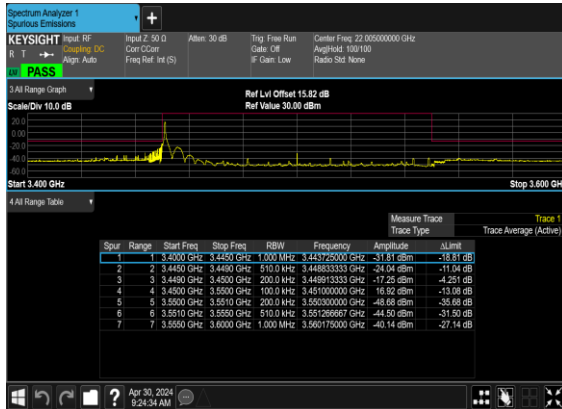 Spectrum Analyzer 1
Spurious Emissions
KEYSIGHT Input: RF Input Z: 50 Ω Atten: 30 dB Trig: Free Run Center Freq: 22.005000000 GHz
R T Coupling: DC Corr CCorr Gate: Off Avg|Hold: 100/100
Align: Auto Freq Ref: Int (S) IF Gain: Low Radio Std: None
PASS
3 All Range Graph
Ref Lvl Offset 15.82 dB
Scale/Div 10.0 dB Ref Value 30.00 dBm
20.0
0.00
-20.0
-40.0
-60.0
Start 3.400 GHz Stop 3.600 GH
4 All Range Table
Measure Trace Trace 1
Trace Type Trace Average (Active)
Spur Range Start Freq Stop Freq RBW Frequency Amplitude ΔLimit
1 1 3.4000 GHz 3.4450 GHz 1.000 MHz 3.443725000 GHz -31.81 dBm -18.81 dB
2 2 3.4450 GHz 3.4490 GHz 510.0 kHz 3.448833333 GHz -24.04 dBm -11.04 dB
3 3 3.4490 GHz 3.4500 GHz 200.0 kHz 3.449913333 GHz -17.25 dBm -4.251 dB
4 4 3.4500 GHz 3.5500 GHz 100.0 kHz 3.451000000 GHz 16.92 dBm -13.08 dB
5 5 3.5500 GHz 3.5510 GHz 200.0 kHz 3.550300000 GHz -48.68 dBm -35.68 dB
6 6 3.5510 GHz 3.5550 GHz 510.0 kHz 3.551266667 GHz -44.50 dBm -31.50 dB
7 7 3.5550 GHz 3.6000 GHz 1.000 MHz 3.560175000 GHz -40.14 dBm -27.14 dB
? Apr 30, 2024
9:24:34 AM